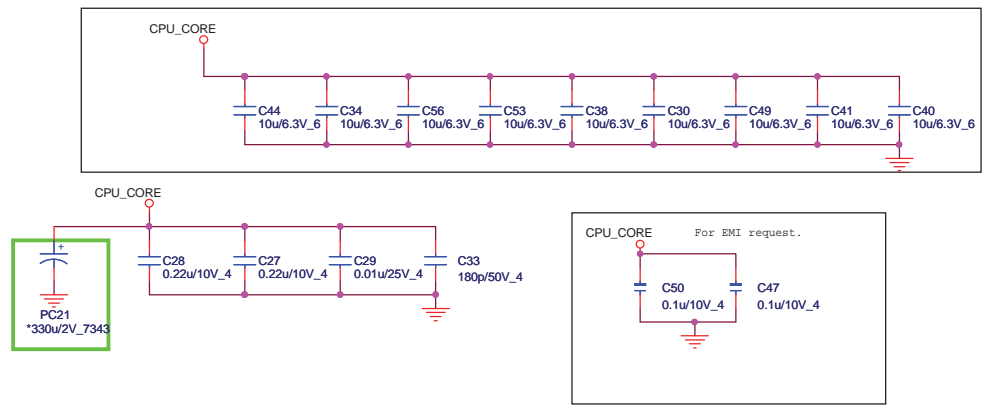 CPU_CORE
C44
10u/6.3V_6
C34
10u/6.3V_6
C56
10u/6.3V_6
C53
10u/6.3V_6
C38
10u/6.3V_6
C30
10u/6.3V_6
C49
10u/6.3V_6
C41
10u/6.3V_6
C40
10u/6.3V_6
CPU_CORE
+
PC21
*330u/2V_7343
C28
0.22u/10V_4
C27
0.22u/10V_4
C29
0.01u/25V_4
C33
180p/50V_4
CPU_CORE
For EMI request.
C50
0.1u/10V_4
C47
0.1u/10V_4